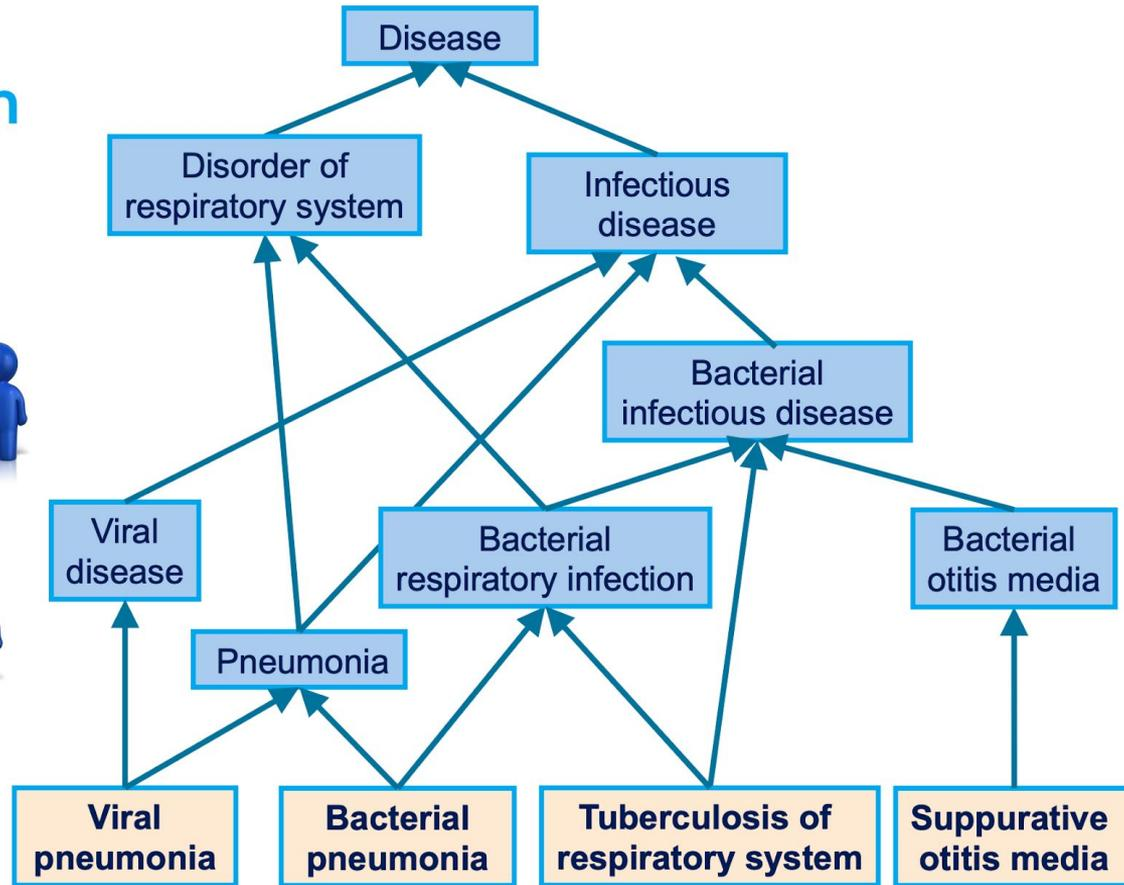 Disease
n
Disorder of
respiratory system
Infectious
disease
Bacterial
infectious disease
Viral
disease
Bacterial
respiratory infection
Bacterial
otitis media
Pneumonia
Viral
pneumonia
Bacterial
pneumonia
Tuberculosis of
respiratory system
Suppurative
otitis media